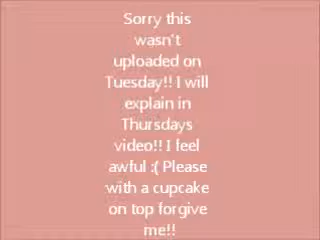 Sorry this
wasn't
uploaded on
Tuesday!! I will
explain in
Thursdays
video!! I feel
awful :( Please
with a cupcake
on top forgive
me!!